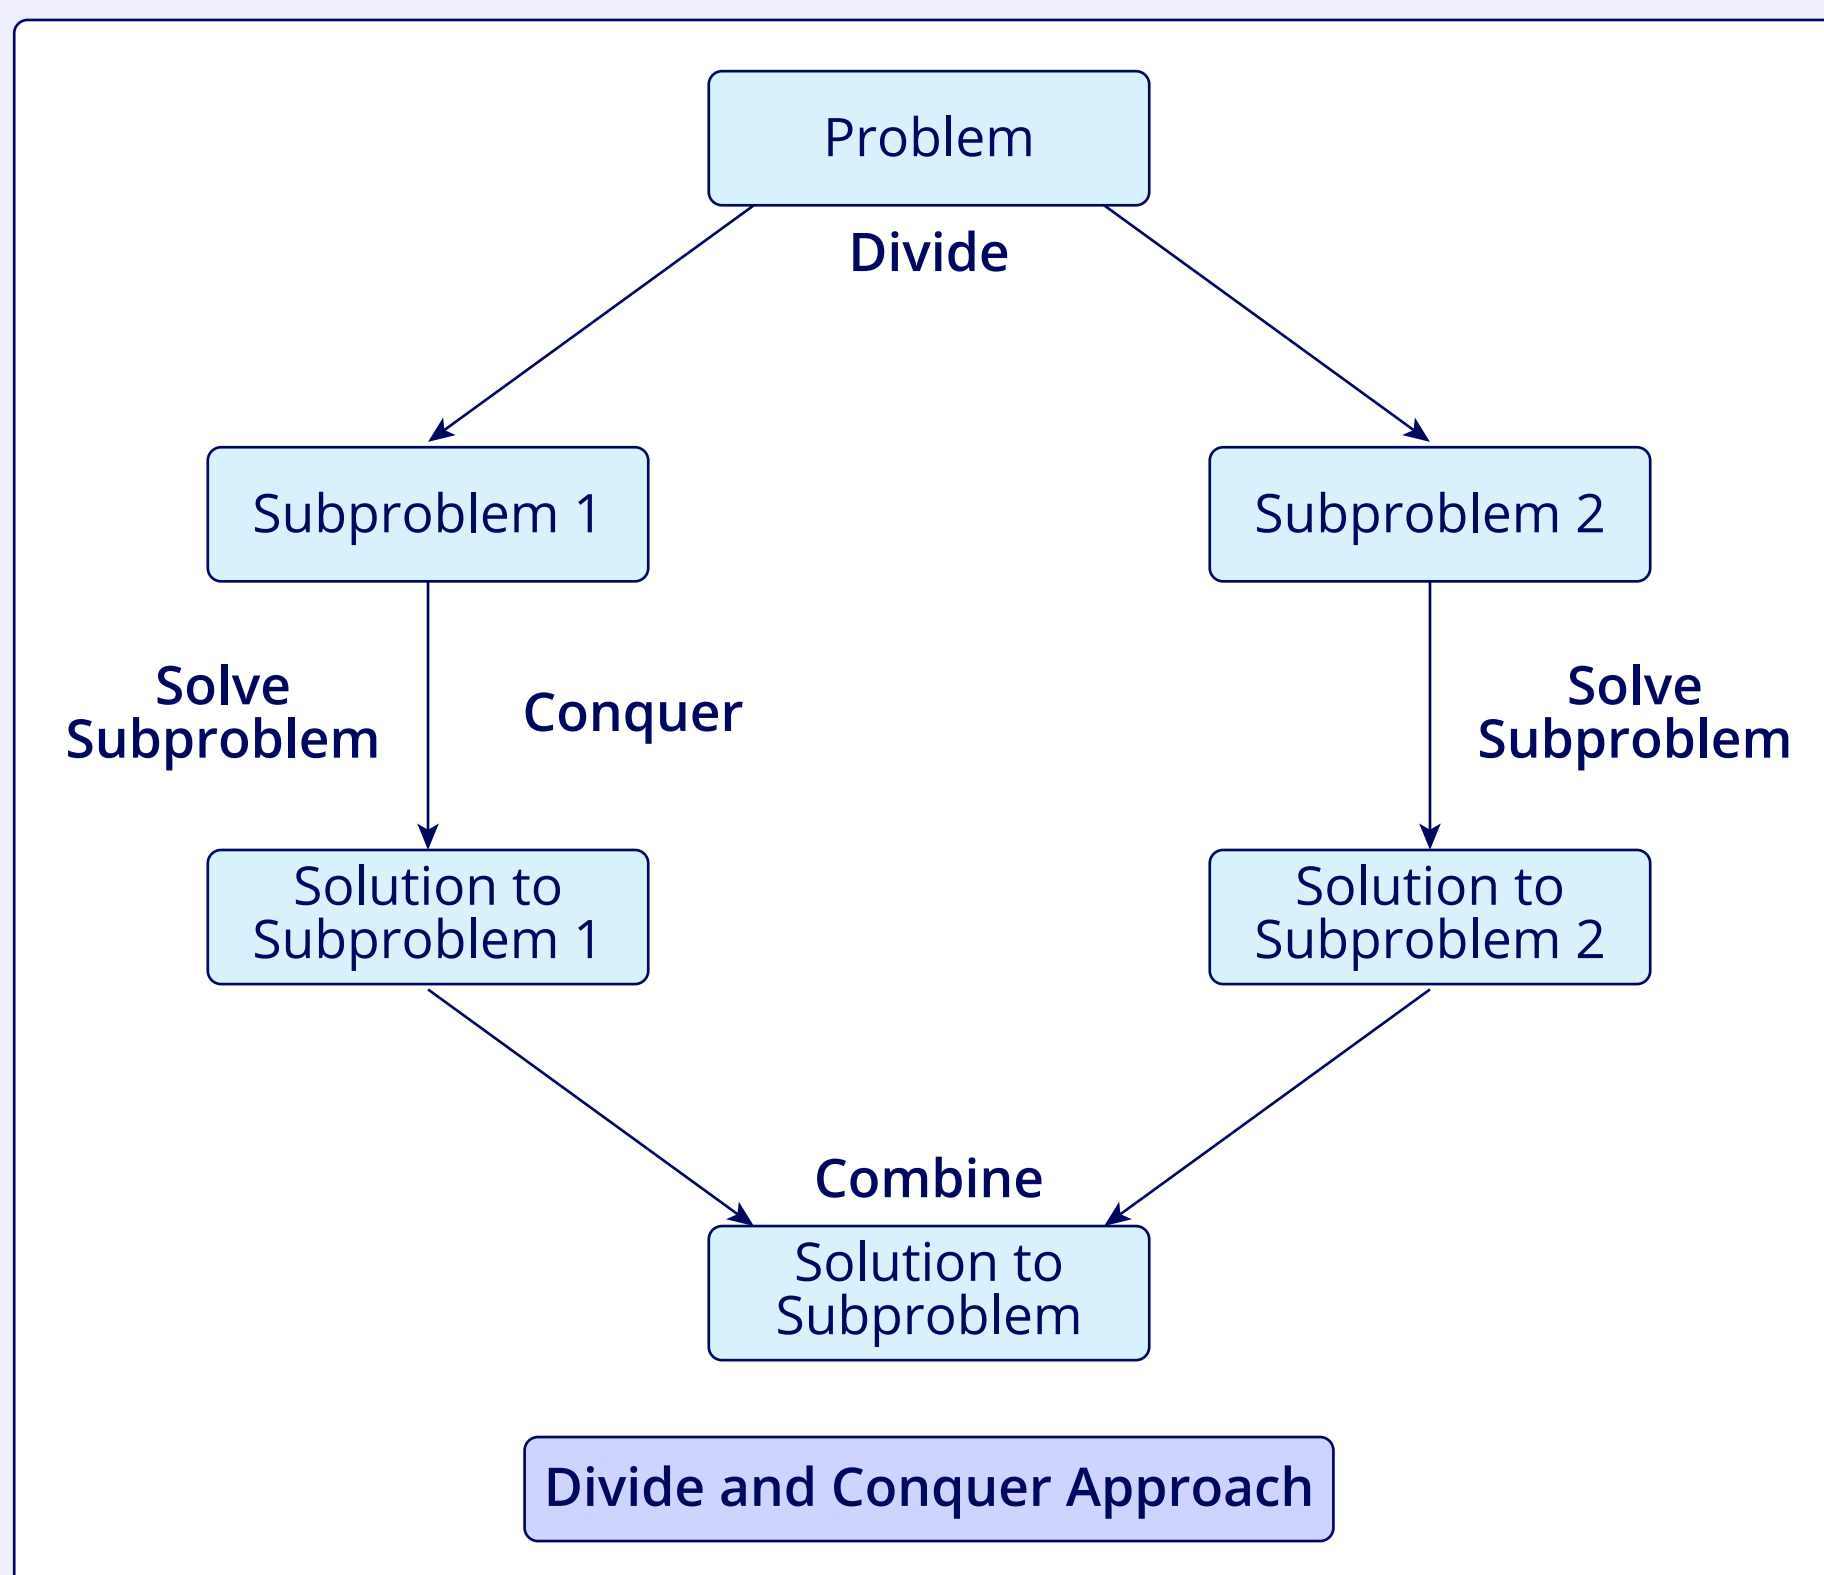 Problem
Divide
Subproblem 1
Subproblem 2
Solve
Subproblem
Conquer
Solve
Subproblem
Solution to
Subproblem 1
Solution to
Subproblem 2
Combine
Solution to
Subproblem
Divide and Conquer Approach